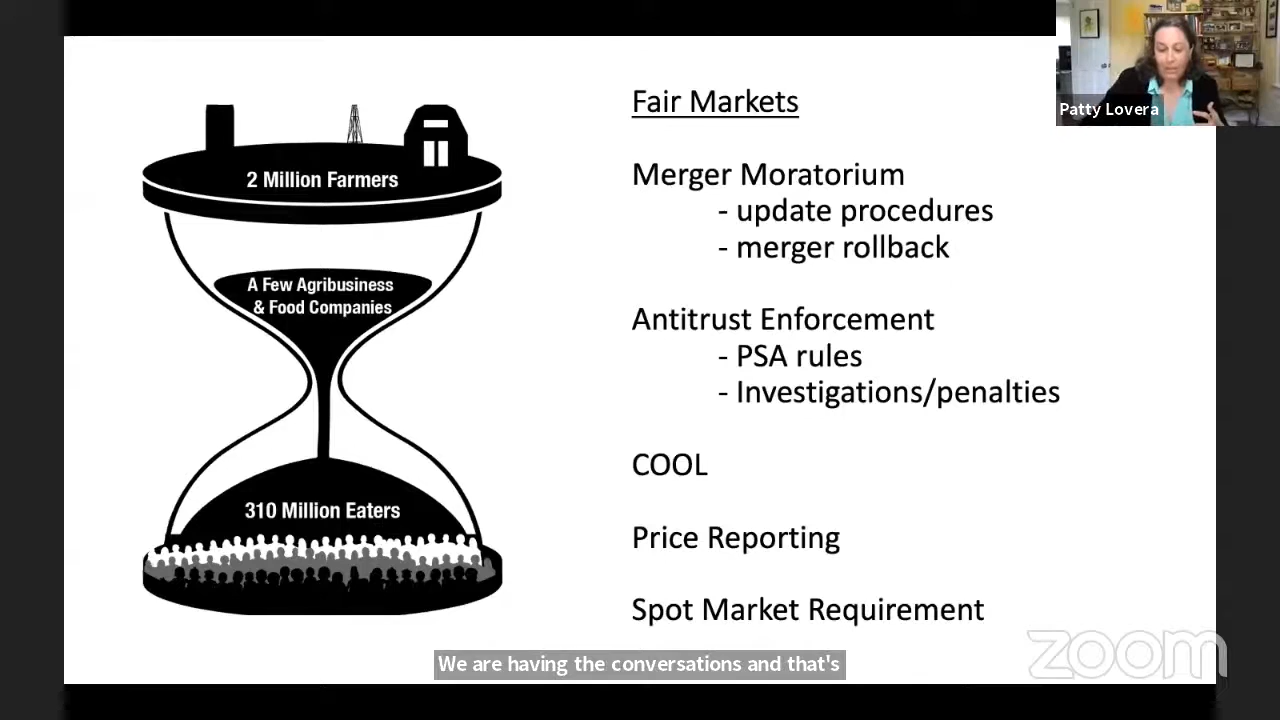 Patty Lovera
2 Million Farmers
A Few Agribusiness
& Food Companies
310 Million Eaters
Fair Markets
Merger Moratorium
- update procedures
- merger rollback
Antitrust Enforcement
- PSA rules
- Investigations/penalties
COOL
Price Reporting
Spot Market Requirement
zoom
We are having the conversations and that's